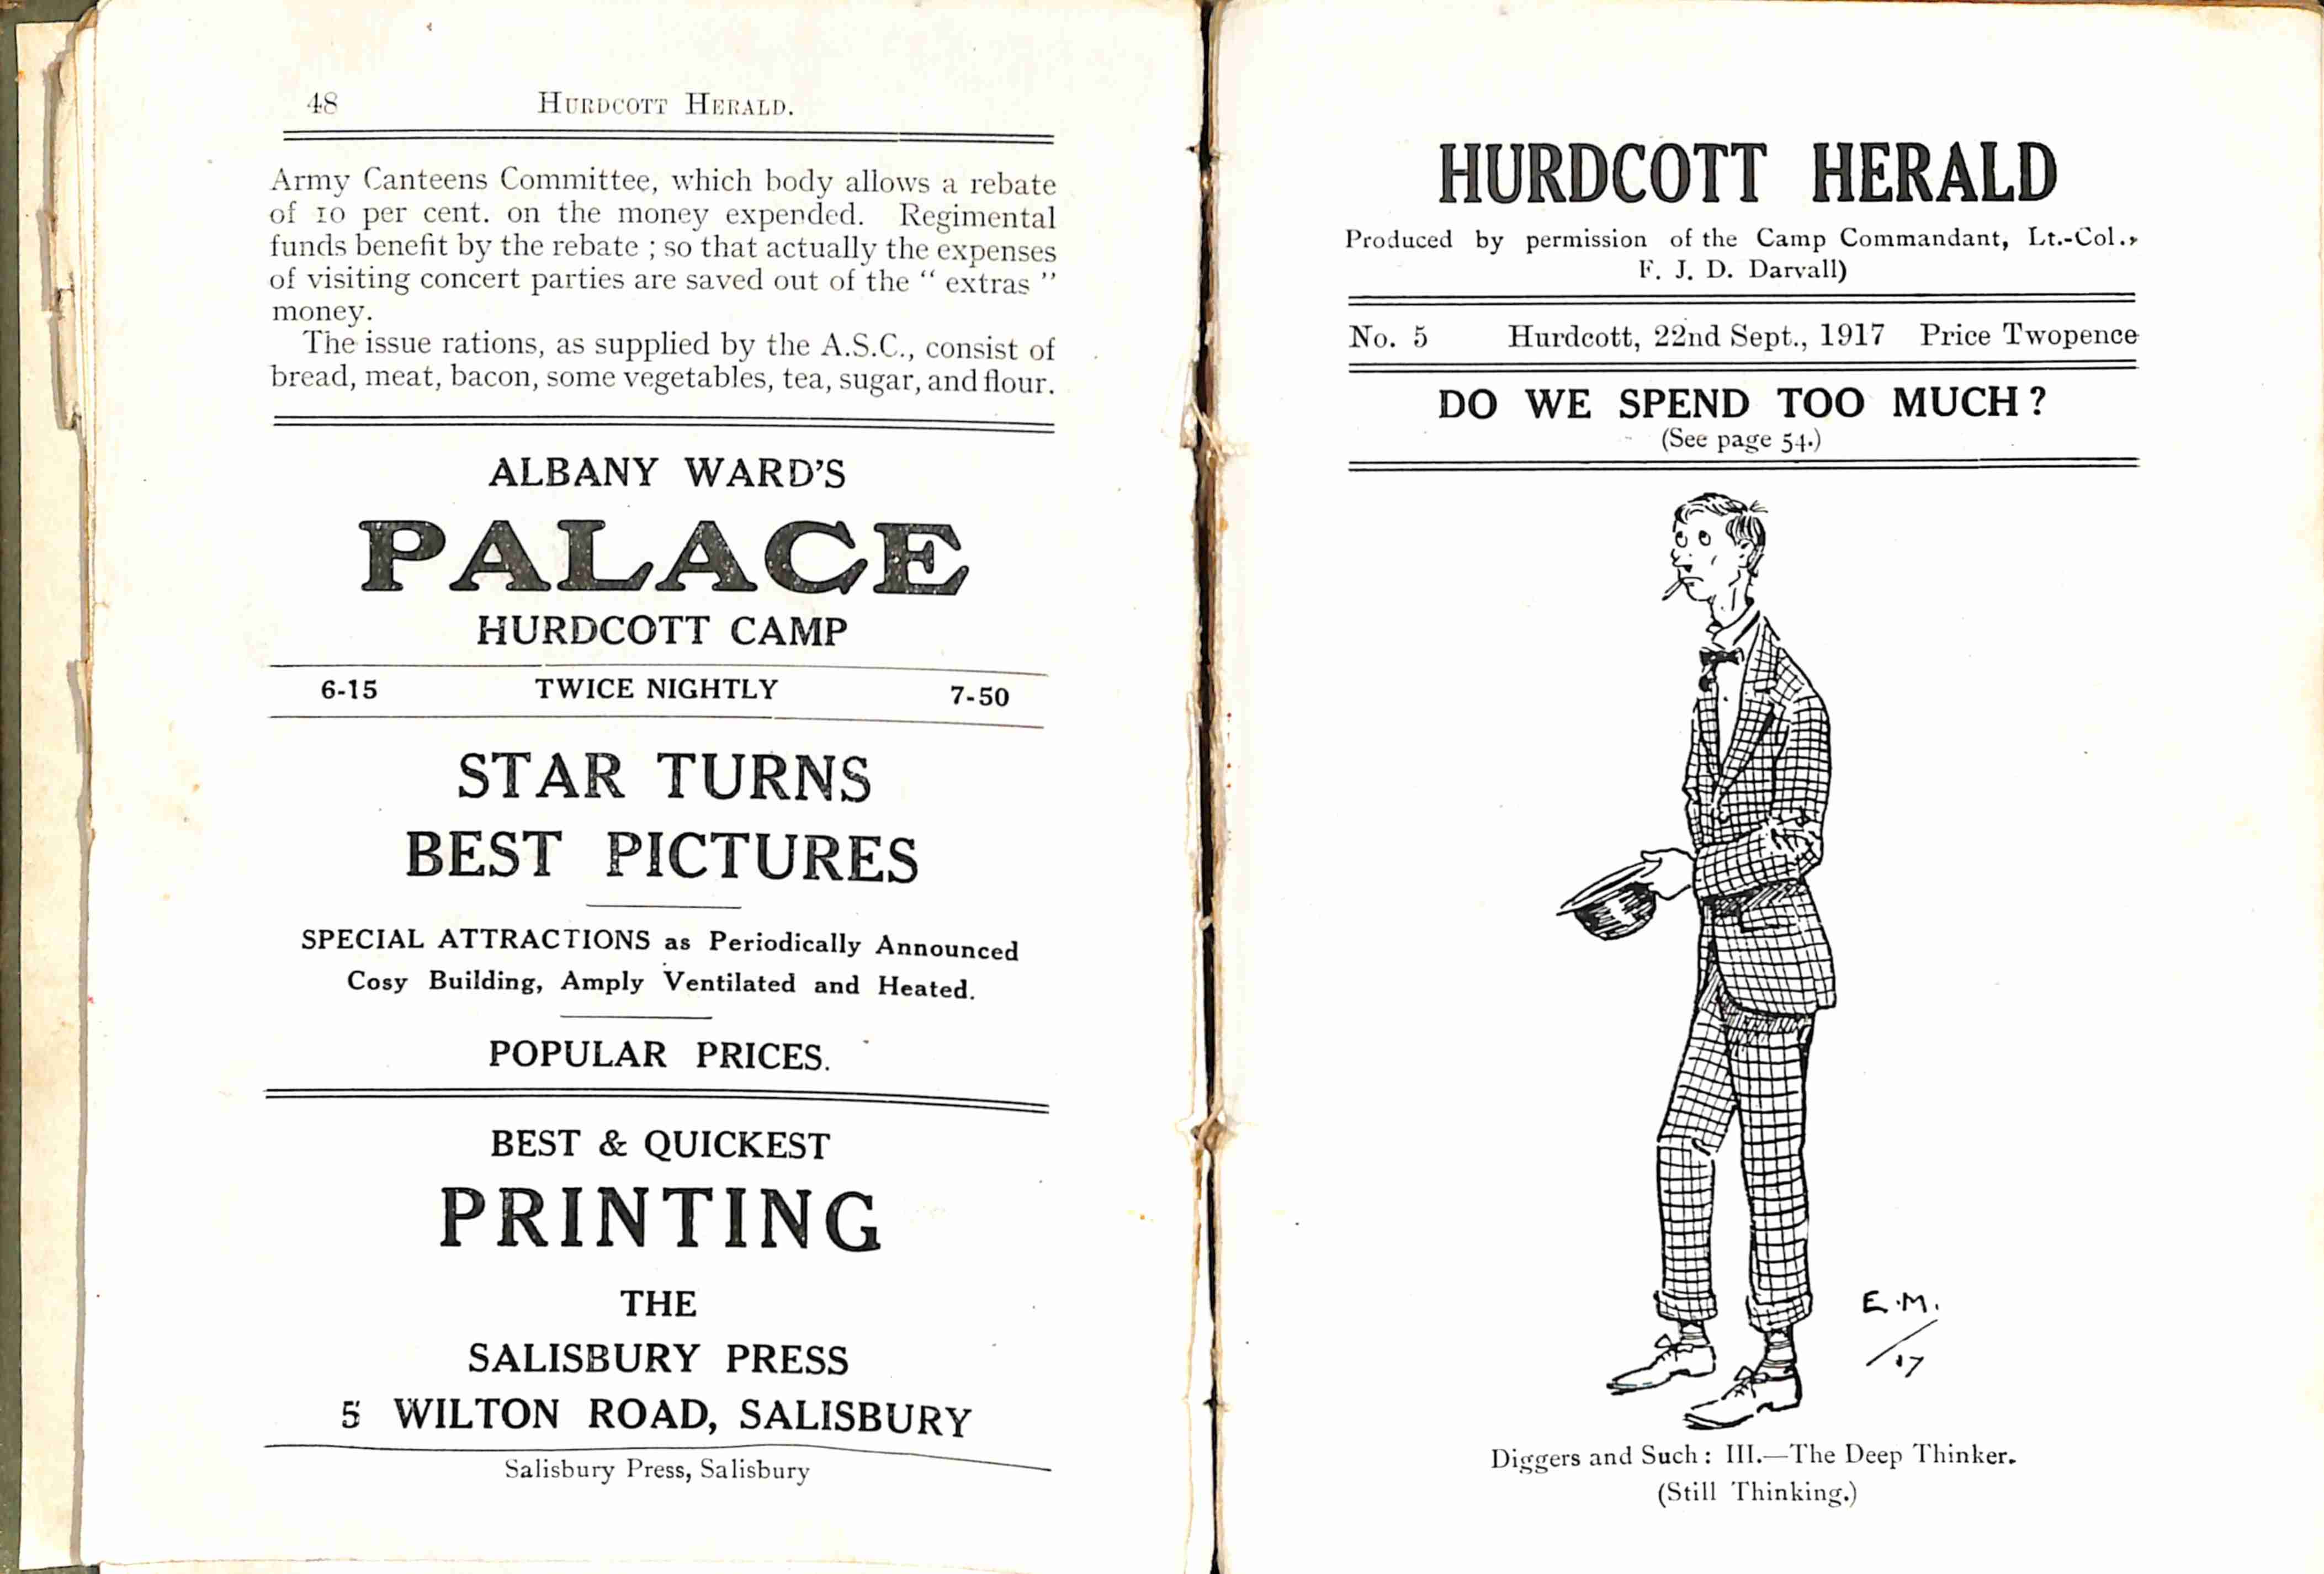 48 HURDCOTT HERALD.
Army Canteens Committee, which body allows a rebate
of 10 per cent. on the money expended. Regimental
funds benefit by the rebate ; so that actually the expenses
of visiting concert parties are saved out of the “ extras ”
money.
The issue rations, as supplied by the A.S.C., consist of
bread, meat, bacon, some vegetables, tea, sugar, and flour.
ALBANY WARD'S
PALACE
HURDCOTT CAMP
6-15 TWICE NIGHTLY 7-50
STAR TURNS
BEST PICTURES
SPECIAL ATTRACTIONS as Periodically Announced
Cosy Building, Amply Ventilated and Heated.
POPULAR PRICES.
BEST & QUICKEST
PRINTING
THE
SALISBURY PRESS
5 WILTON ROAD, SALISBURY
Salisbury Press, Salisbury
HURDCOTT HERALD
Produced by permission of the Camp Commandant, Lt.-Col.,
F. J. D. Darvall)
No. 5 Hurdcott, 22nd Sept., 1917 Price Twopence
DO WE SPEND TOO MUCH?
(See page 54.)
E.M.
/17
Diggers and Such: III.—The Deep Thinker.
(Still Thinking.)